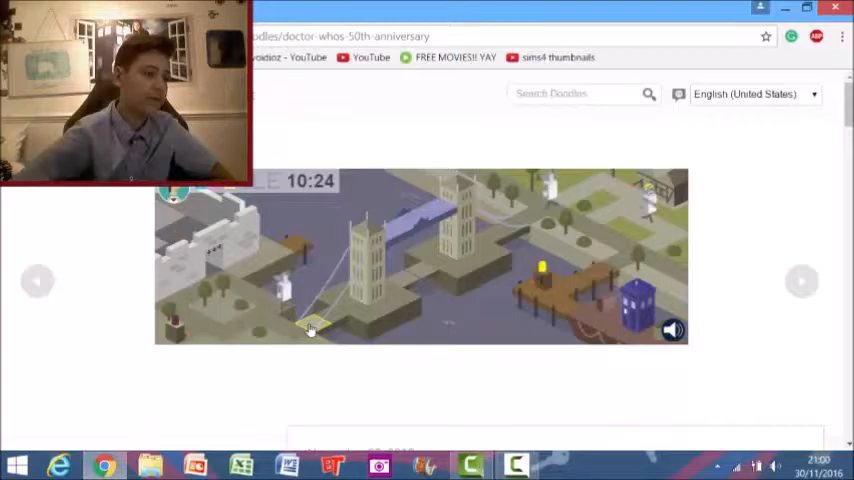 odles/doctor-whos-50th-anniversary
voidioz - YouTube YouTube FREE MOVIES!! YAY sims4 thumbnails
Search Doodles English (United States)
10:24
21:00
30/11/2016